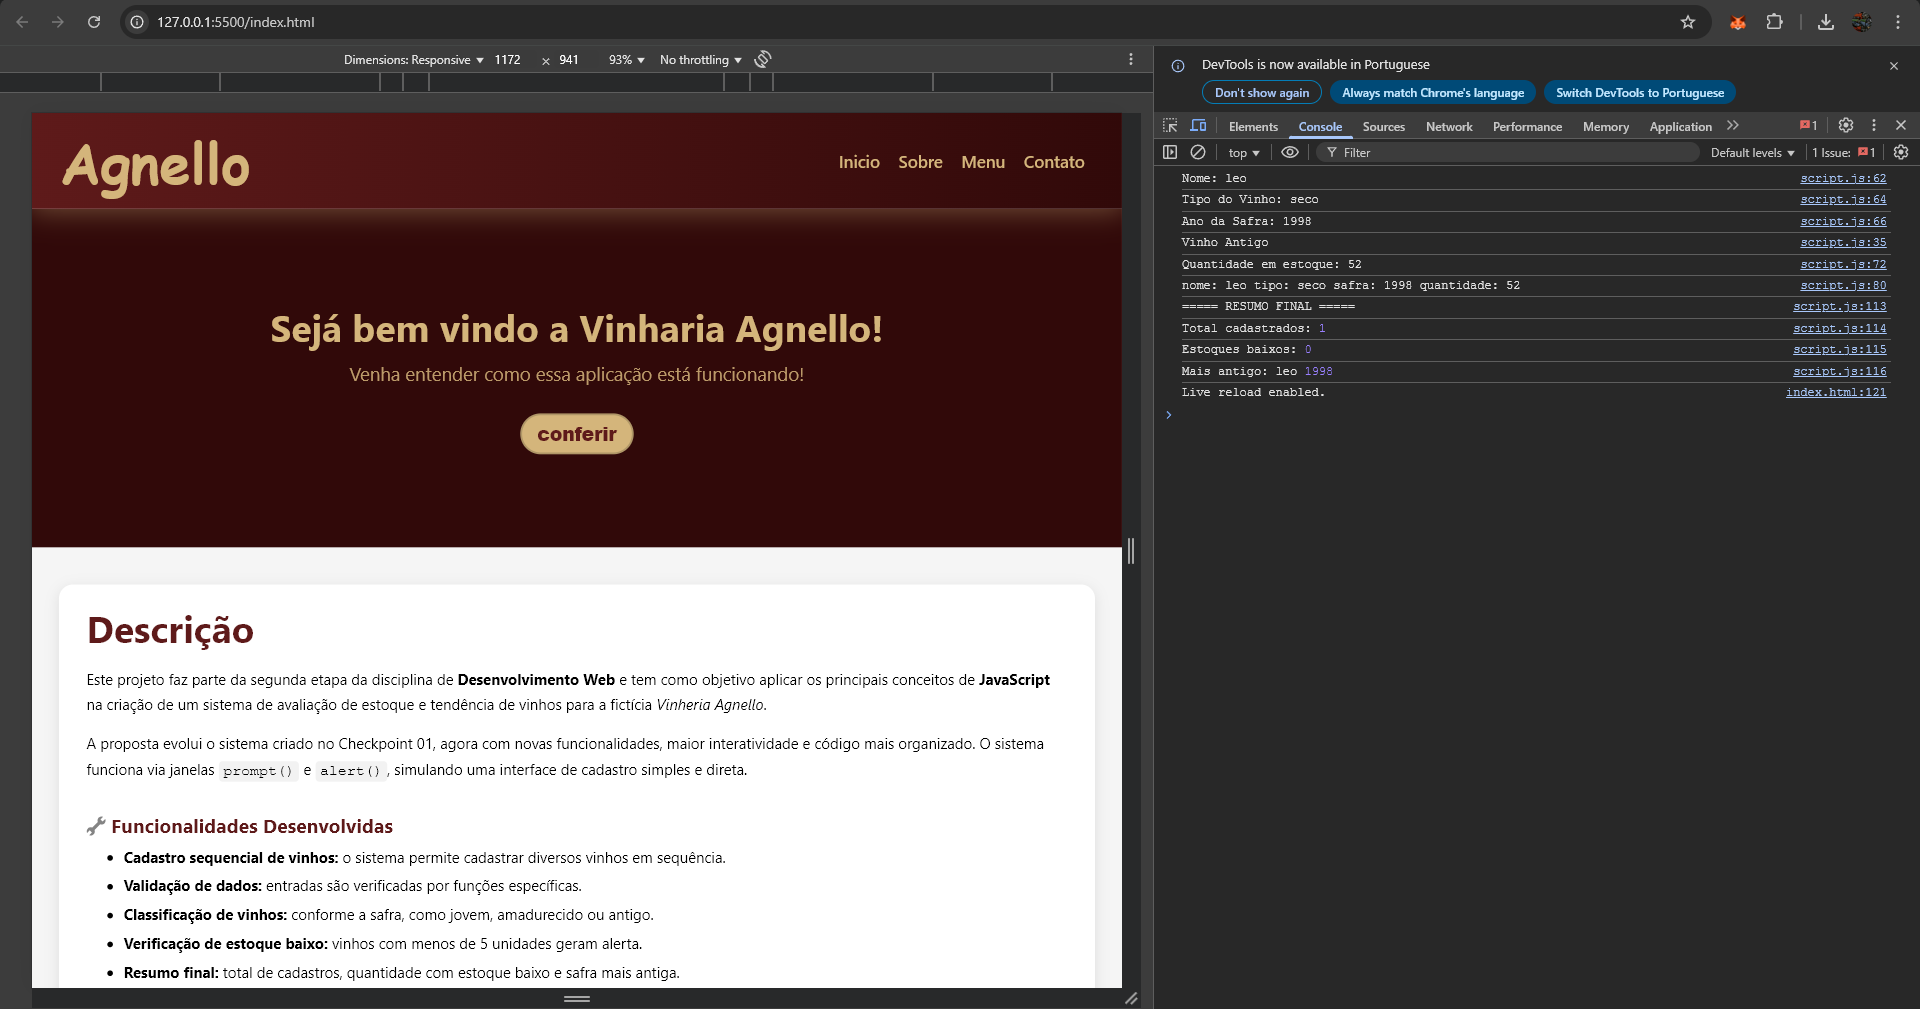 127.0.0.1:5500/index.html
Dimensions: Responsive ▼ 1172 × 941 93% ▼ No throttling ▼
Agnello
Inicio Sobre Menu Contato
Sejá bem vindo a Vinharia Agnello!
Venha entender como essa aplicação está funcionando!
conferir
Descrição
Este projeto faz parte da segunda etapa da disciplina de Desenvolvimento Web e tem como objetivo aplicar os principais conceitos de JavaScript
na criação de um sistema de avaliação de estoque e tendência de vinhos para a fictícia Vinheria Agnello.
A proposta evolui o sistema criado no Checkpoint 01, agora com novas funcionalidades, maior interatividade e código mais organizado. O sistema
funciona via janelas prompt() e alert(), simulando uma interface de cadastro simples e direta.
Funcionalidades Desenvolvidas
• Cadastro sequencial de vinhos: o sistema permite cadastrar diversos vinhos em sequência.
• Validação de dados: entradas são verificadas por funções específicas.
• Classificação de vinhos: conforme a safra, como jovem, amadurecido ou antigo.
• Verificação de estoque baixo: vinhos com menos de 5 unidades geram alerta.
• Resumo final: total de cadastros, quantidade com estoque baixo e safra mais antiga.
DevTools is now available in Portuguese
Don't show again Always match Chrome's language Switch DevTools to Portuguese
Elements Console Sources Network Performance Memory Application 1
top ▼ Filter Default levels ▼ 1 Issue: 1
Nome: leo script.js:62
Tipo do Vinho: seco script.js:64
Ano da Safra: 1998 script.js:66
Vinho Antigo script.js:35
Quantidade em estoque: 52 script.js:72
nome: leo tipo: seco safra: 1998 quantidade: 52 script.js:80
===== RESUMO FINAL ===== script.js:113
Total cadastrados: 1 script.js:114
Estoques baixos: 0 script.js:115
Mais antigo: leo 1998 script.js:116
Live reload enabled. index.html:121